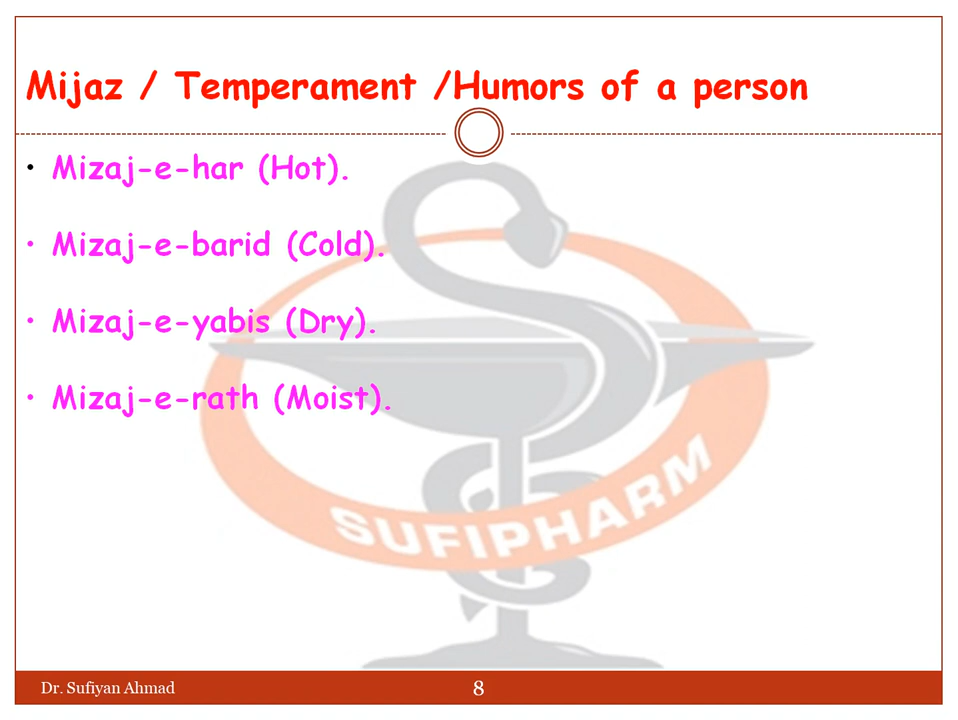 Mijaz / Temperament /Humors of a person
• Mizaj-e-har (Hot).
• Mizaj-e-barid (Cold).
• Mizaj-e-yabis (Dry).
• Mizaj-e-rath (Moist).
SUFIPHARM
Dr. Sufiyan Ahmad
8